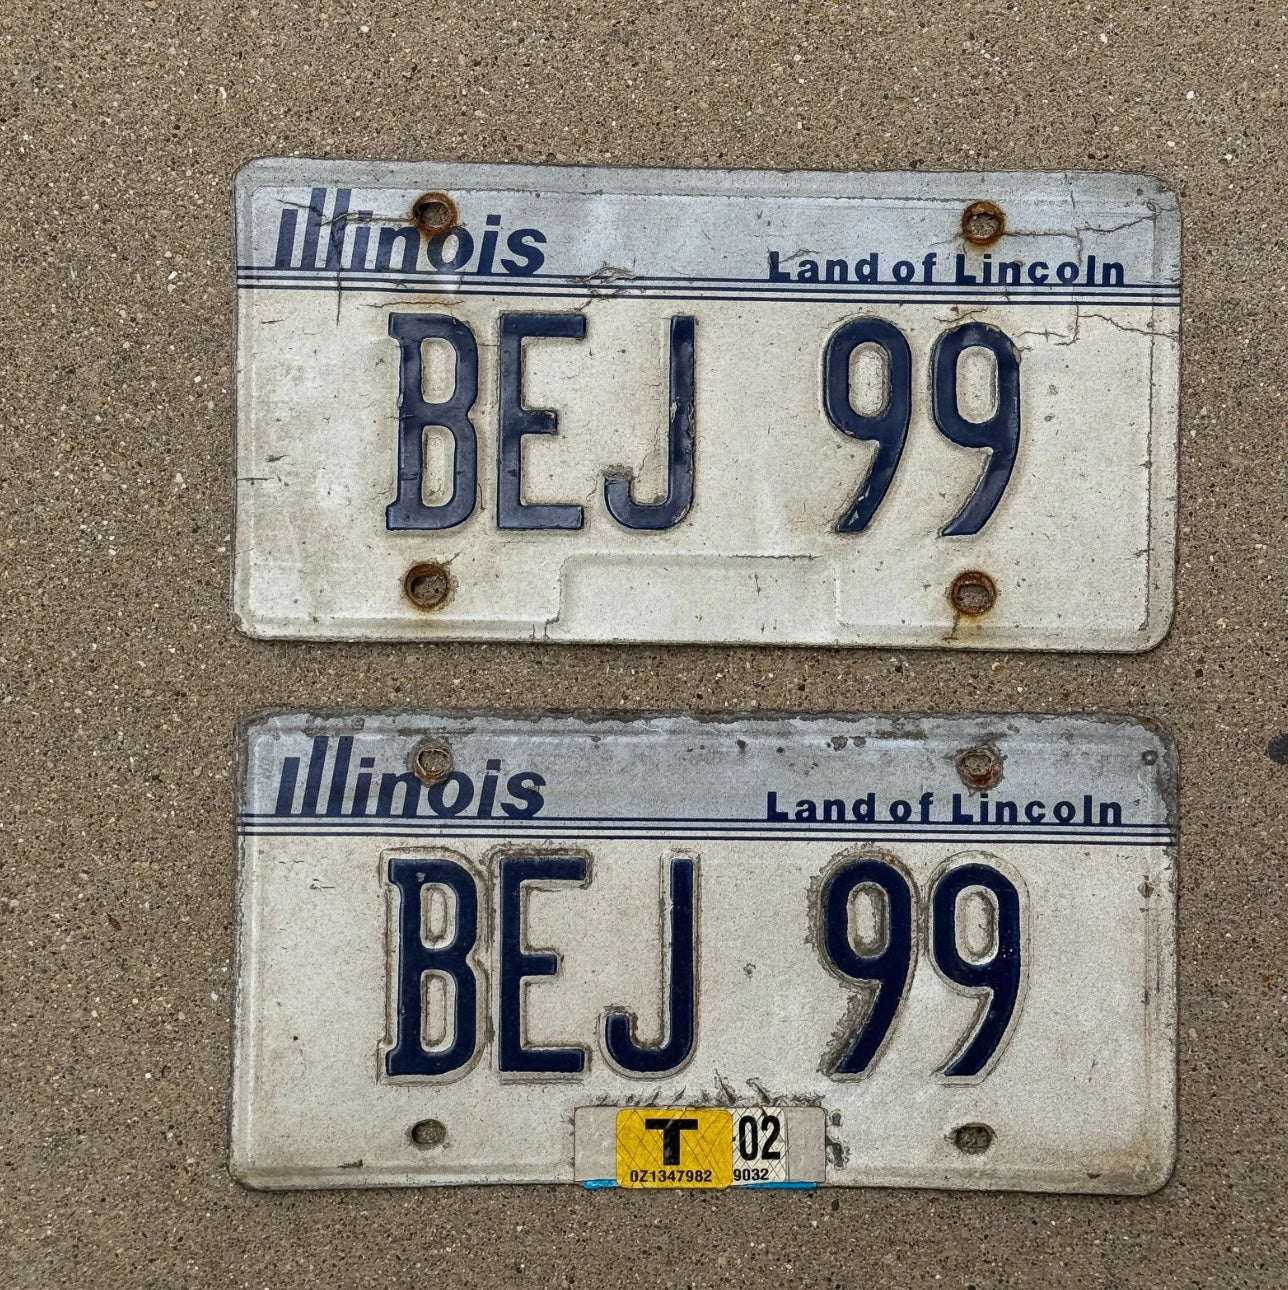 Illinois
Land of Lincoln
BEJ 99
Illinois
Land of Lincoln
BEJ 99
T -02
0Z1347982 9032